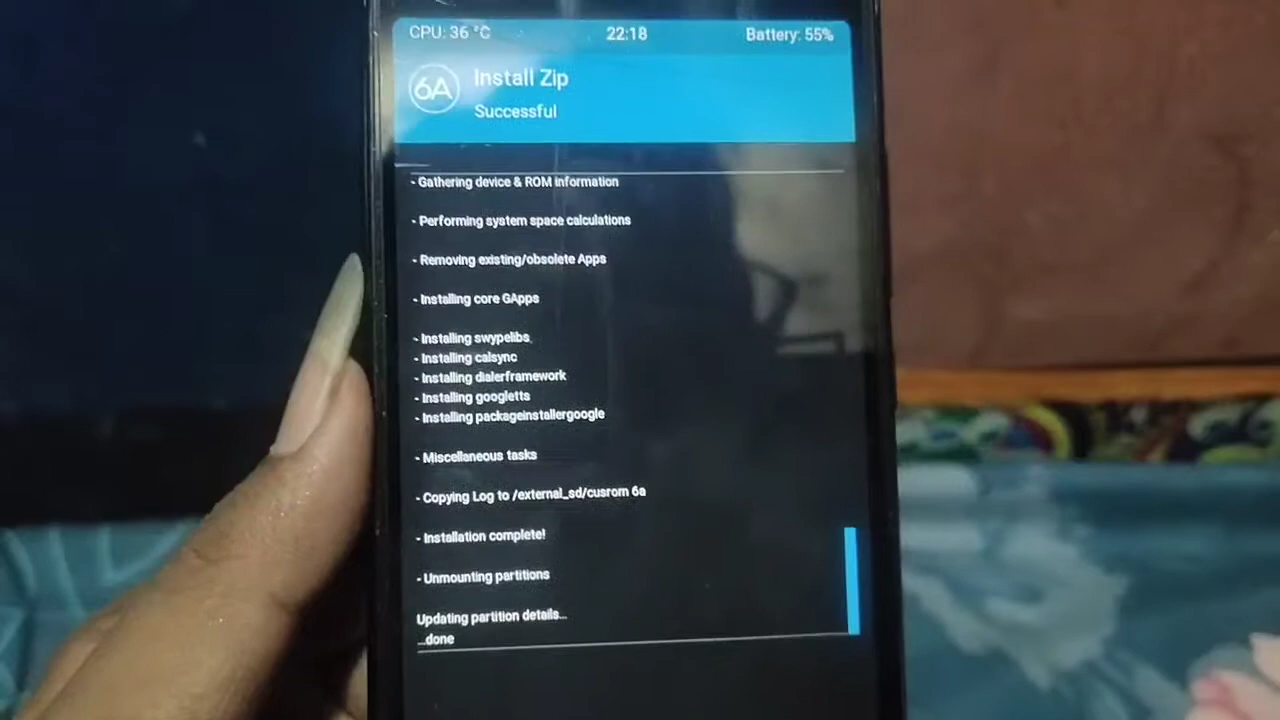 CPU: 36 °C 22:18 Battery: 55%
6A
Install Zip
Successful
- Gathering device & ROM information
- Performing system space calculations
- Removing existing/obsolete Apps
- Installing core GApps
- Installing swypelibs
- Installing calsync
- Installing dialerframework
- Installing googletts
- Installing packageinstallergoogle
- Miscellaneous tasks
- Copying Log to /external_sd/cusrom 6a
- Installation complete!
- Unmounting partitions
Updating partition details...
...done